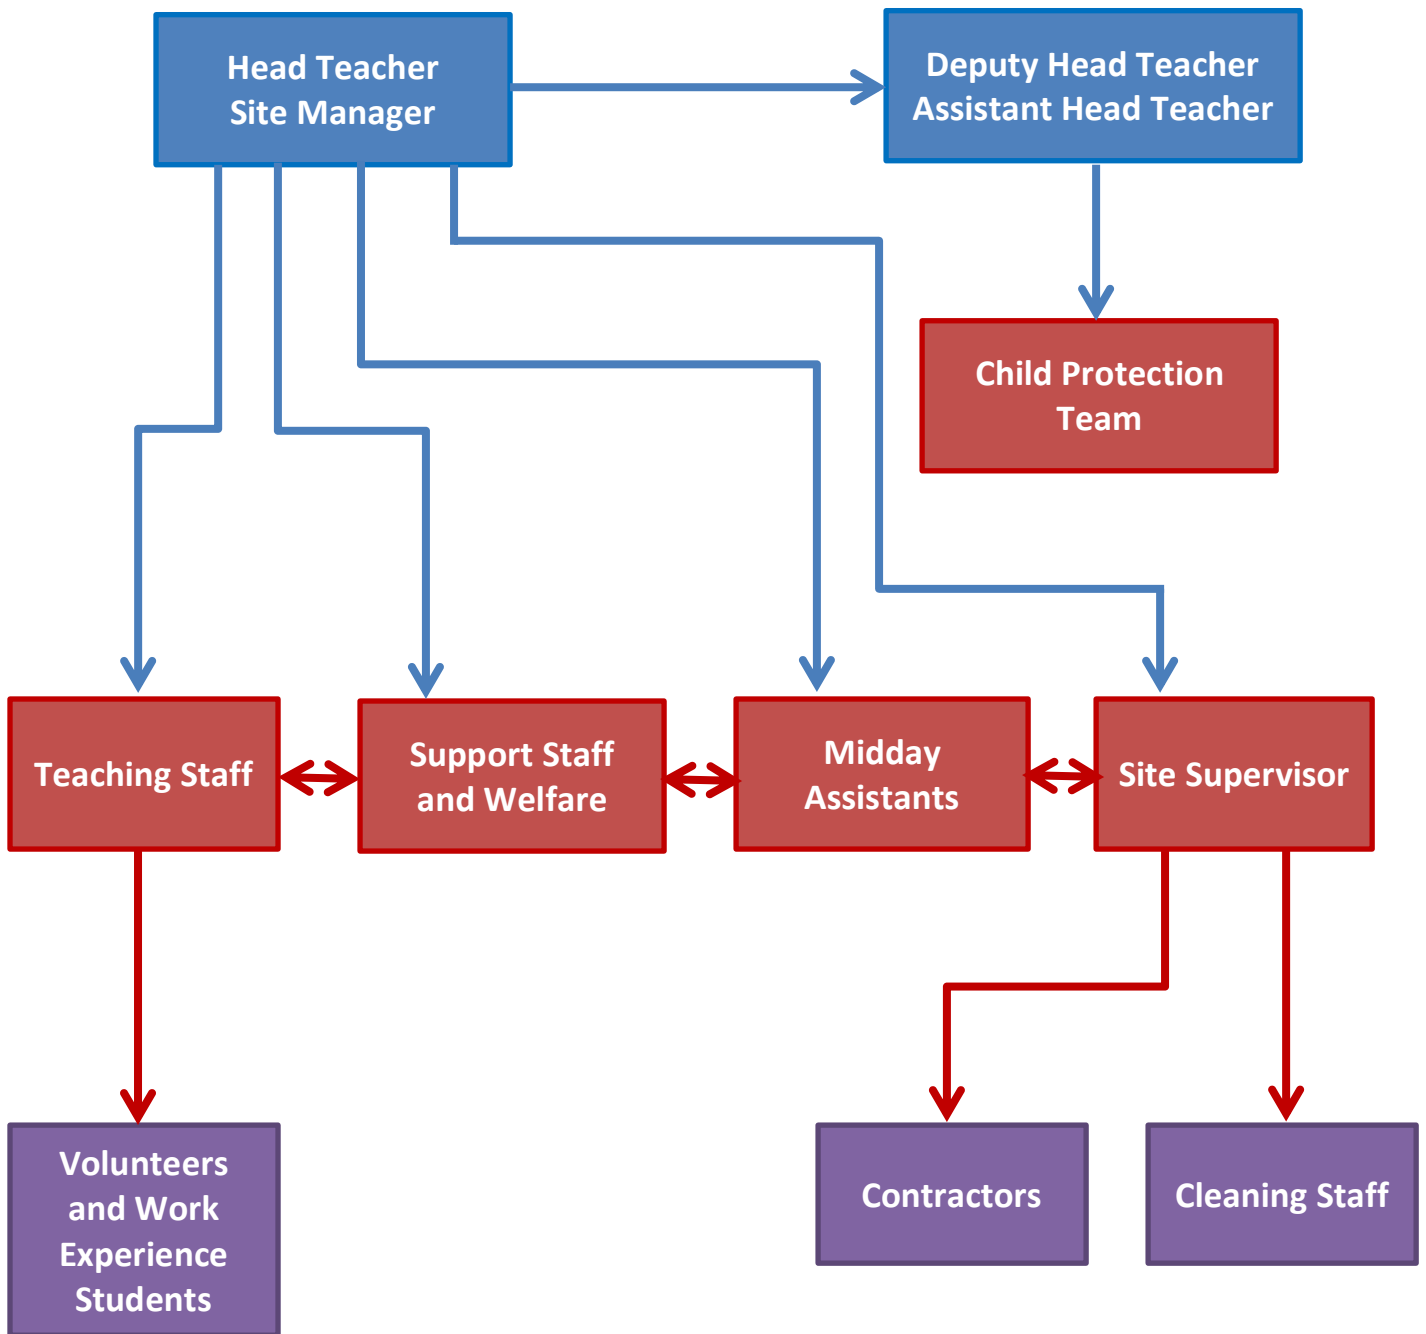 Head Teacher
Site Manager
Deputy Head Teacher
Assistant Head Teacher
Child Protection
Team
Teaching Staff
Support Staff
and Welfare
Midday
Assistants
Site Supervisor
Volunteers
and Work
Experience
Students
Contractors
Cleaning Staff